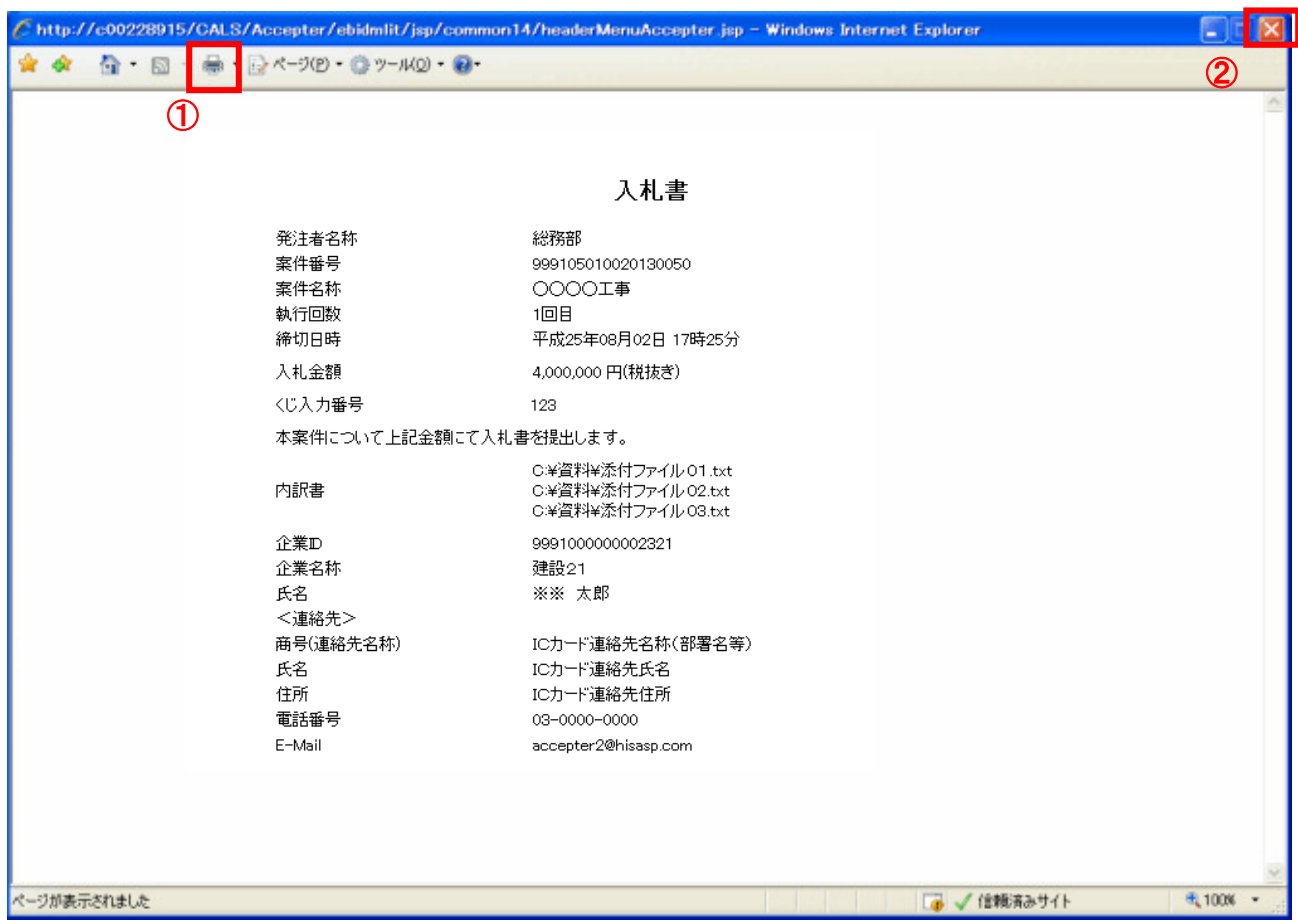 http://c00228915/CALS/Accepter/ebidmlit/jsp/common14/headerMenuAccepter.jsp - Windows Internet Explorer
ページ(P) ツール(O)
① ②
入札書
発注者名称 総務部
案件番号 999105010020130050
案件名称 〇〇〇〇工事
執行回数 1回目
締切日時 平成25年08月02日 17時25分
入札金額 4,000,000 円(税抜き)
くじ入力番号 123
本案件について上記金額にて入札書を提出します。
内訳書 C:¥資料¥添付ファイル01.txt
C:¥資料¥添付ファイル02.txt
C:¥資料¥添付ファイル03.txt
企業ID 9991000000002321
企業名称 建設21
氏名 ※※ 太郎
<連絡先>
商号(連絡先名称) ICカード連絡先名称(部署名等)
氏名 ICカード連絡先氏名
住所 ICカード連絡先住所
電話番号 03-0000-0000
E-Mail accepter2@hisasp.com
ページが表示されました 信頼済みサイト 100%